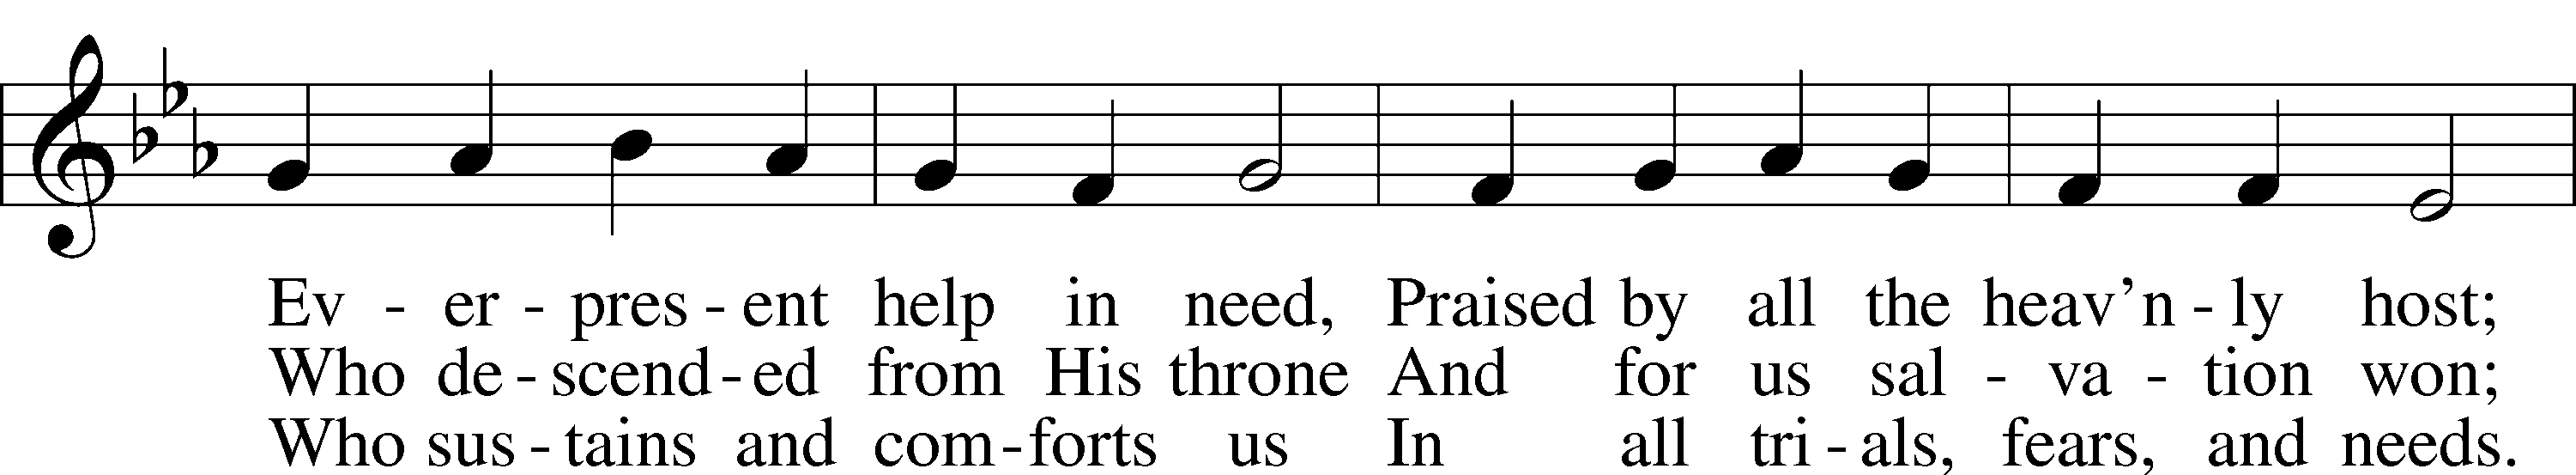 Ev - er - pres - ent help in need, Praised by all the heav’n - ly host;
Who de - scend - ed from His throne And for us sal - va - tion won;
Who sus - tains and com - forts us In all tri - als, fears, and needs.